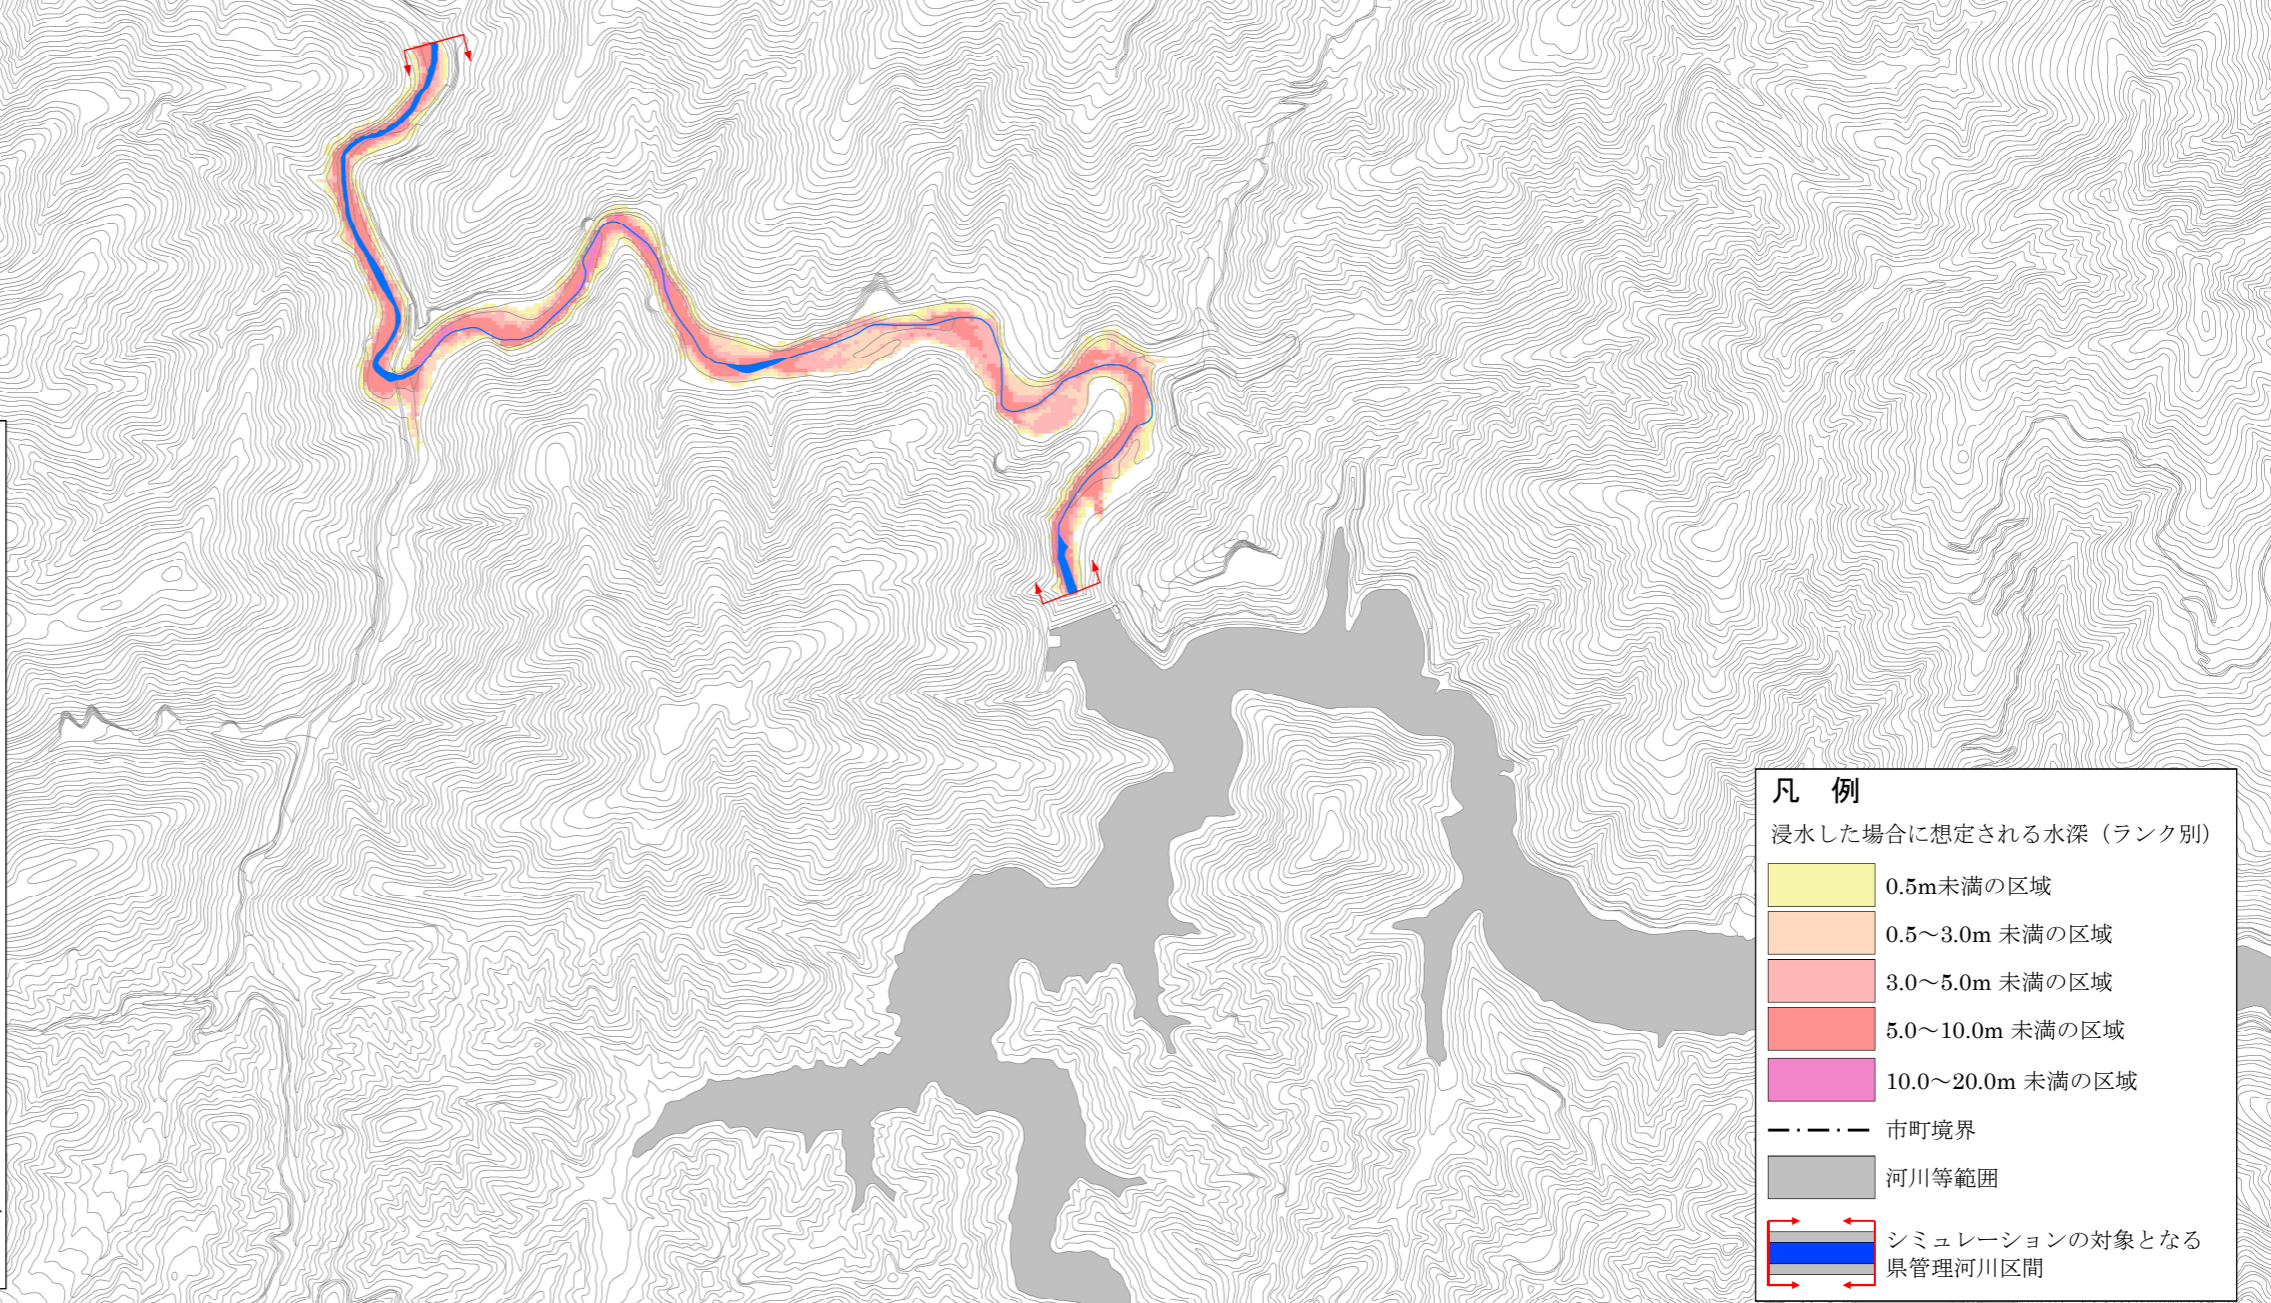 凡　例
浸水した場合に想定される水深（ランク別）
0.5m未満の区域
0.5～3.0m 未満の区域
3.0～5.0m 未満の区域
5.0～10.0m 未満の区域
10.0～20.0m 未満の区域
市町境界
河川等範囲
シミュレーションの対象となる
県管理河川区間